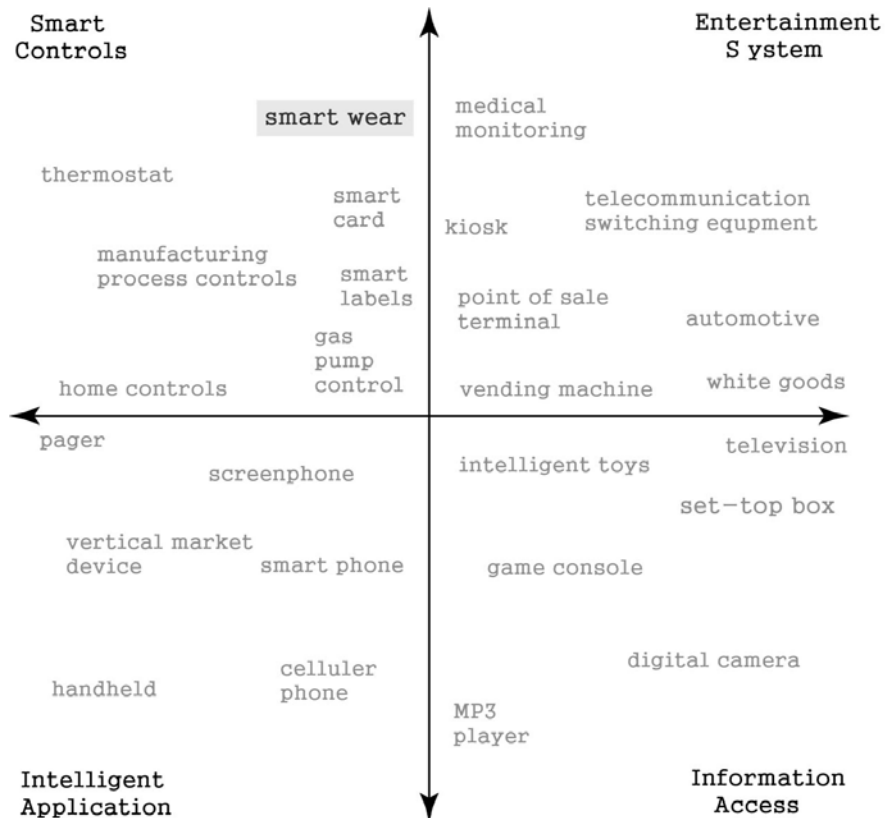 Smart
Controls
Entertainment
S ystem
smart wear
medical
monitoring
thermostat
smart
card
telecommunication
switching equpment
kiosk
manufacturing
process controls
smart
labels
point of sale
terminal
automotive
gas
pump
control
home controls
vending machine
white goods
pager
screenphone
intelligent toys
television
set-top box
vertical market
device
smart phone
game console
handheld
celluler
phone
digital camera
MP3
player
Intelligent
Application
Information
Access